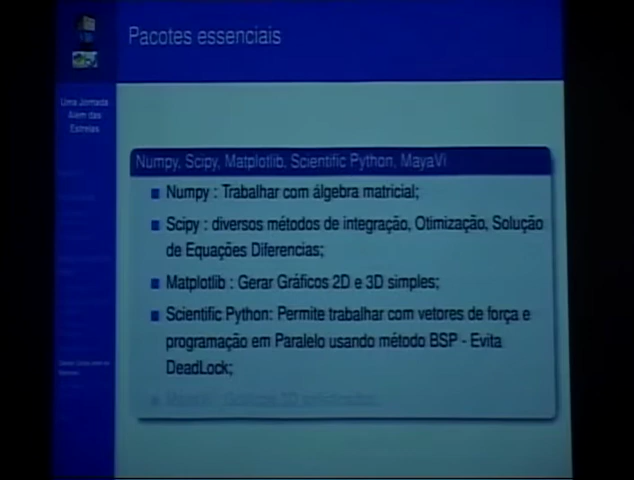 Pacotes essenciais
Uma Jornada
Além das
Estrelas
Numpy, Scipy, Matplotlib, Scientific Python, MayaVi
Numpy : Trabalhar com álgebra matricial;
Scipy : diversos métodos de integração, Otimização, Solução
de Equações Diferencias;
Matplotlib : Gerar Gráficos 2D e 3D simples;
Scientific Python: Permite trabalhar com vetores de força e
programação em Paralelo usando método BSP - Evita
DeadLock;